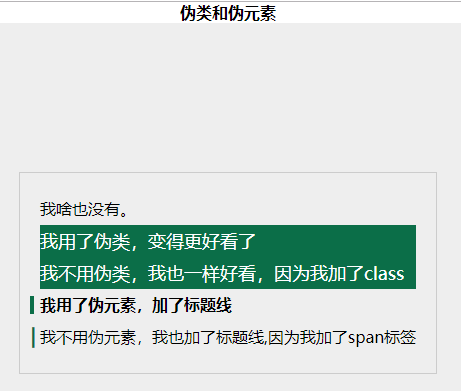 伪类和伪元素
我啥也没有。
我用了伪类，变得更好看了
我不用伪类，我也一样好看，因为我加了class
我用了伪元素，加了标题线
我不用伪元素，我也加了标题线,因为我加了span标签